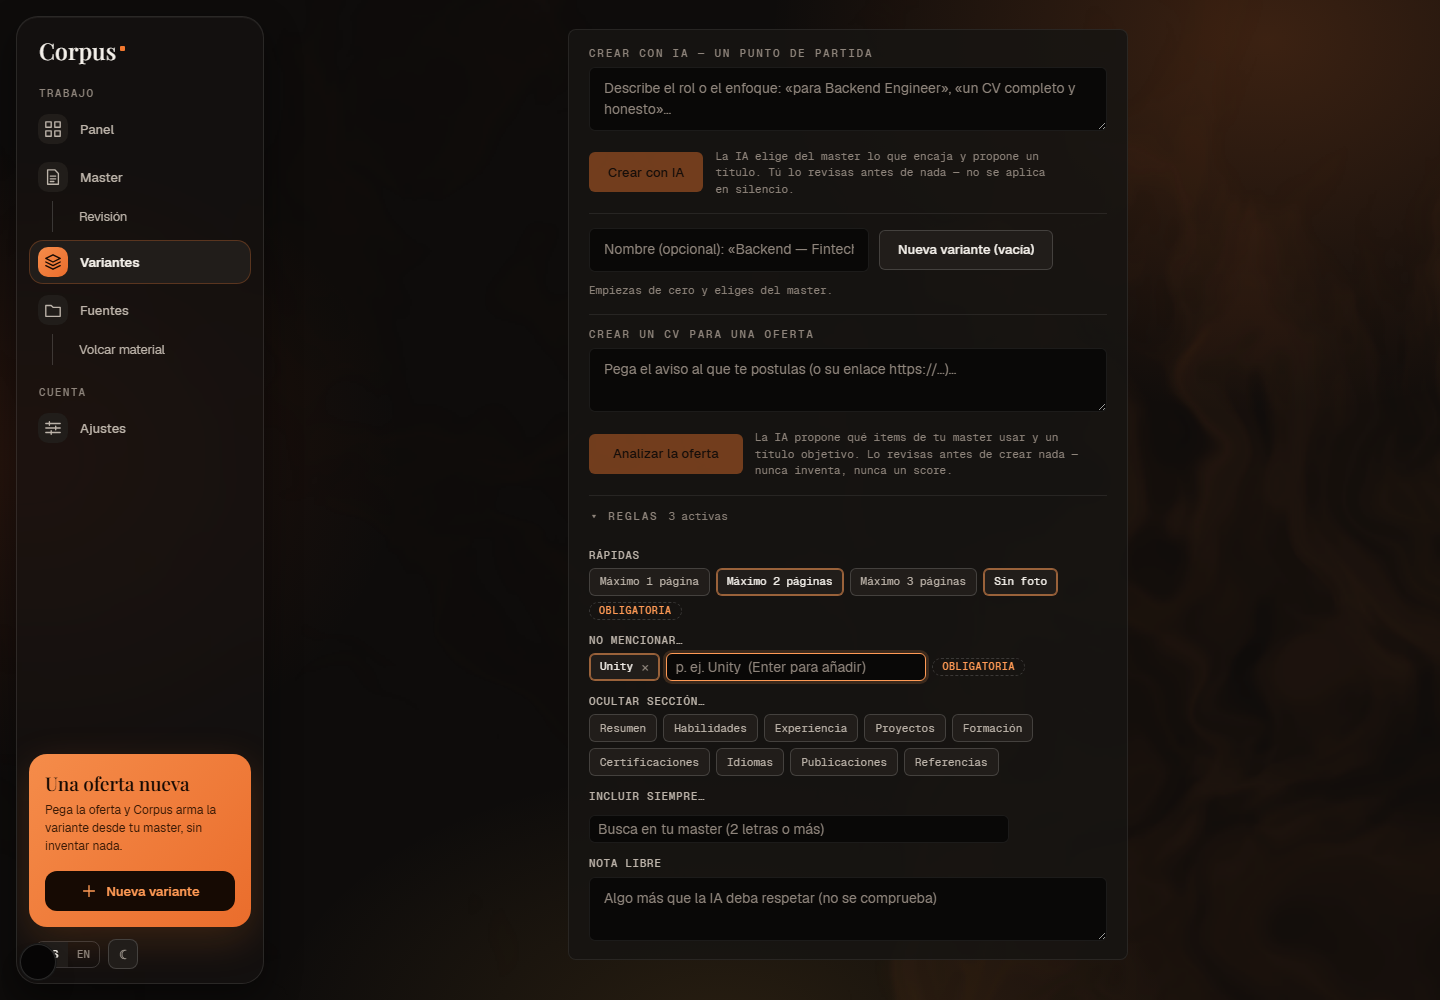 Corpus
TRABAJO
Panel
Master
Revisión
Variantes
Fuentes
Volcar material
CUENTA
Ajustes
Una oferta nueva
Pega la oferta y Corpus arma la
variante desde tu master, sin
inventar nada.
+ Nueva variante
EN
CREAR CON IA — UN PUNTO DE PARTIDA
Describe el rol o el enfoque: «para Backend Engineer», «un CV completo y
honesto»…
Crear con IA
La IA elige del master lo que encaja y propone un
título. Tú lo revisas antes de nada — no se aplica
en silencio.
Nombre (opcional): «Backend — Fintech
Nueva variante (vacía)
Empiezas de cero y eliges del master.
CREAR UN CV PARA UNA OFERTA
Pega el aviso al que te postulas (o su enlace https://…)…
Analizar la oferta
La IA propone qué ítems de tu master usar y un
título objetivo. Lo revisas antes de crear nada —
nunca inventa, nunca un score.
▾ REGLAS 3 activas
RÁPIDAS
Máximo 1 página Máximo 2 páginas Máximo 3 páginas Sin foto
OBLIGATORIA
NO MENCIONAR…
Unity × p. ej. Unity (Enter para añadir) OBLIGATORIA
OCULTAR SECCIÓN…
Resumen Habilidades Experiencia Proyectos Formación
Certificaciones Idiomas Publicaciones Referencias
INCLUIR SIEMPRE…
Busca en tu master (2 letras o más)
NOTA LIBRE
Algo más que la IA deba respetar (no se comprueba)